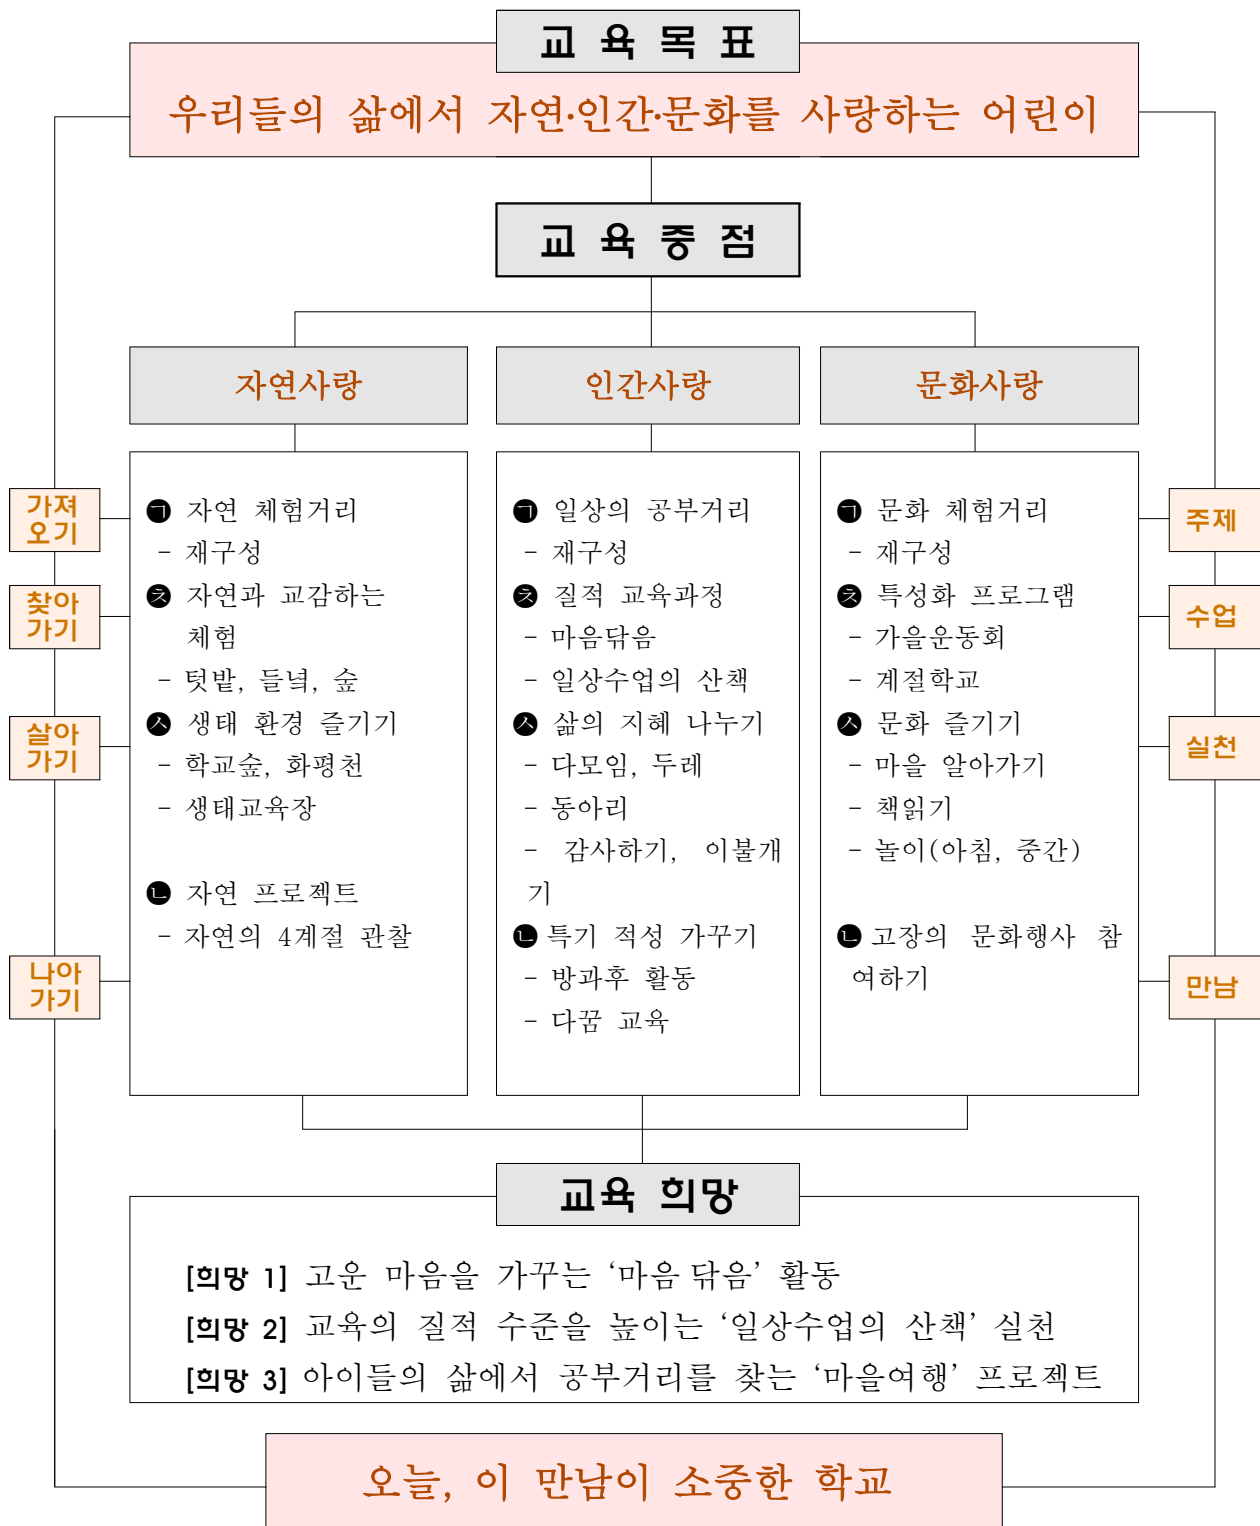 교 육 목 표
우리들의 삶에서 자연·인간·문화를 사랑하는 어린이
교 육 중 점
자연사랑
인간사랑
문화사랑
가져
오기
찾아
가기
살아
가기
나아
가기
㉠ 자연 체험거리
- 재구성
㉨ 자연과 교감하는
체험
- 텃밭, 들녘, 숲
㉦ 생태 환경 즐기기
- 학교숲, 화평천
- 생태교육장
㉡ 자연 프로젝트
- 자연의 4계절 관찰
㉠ 일상의 공부거리
- 재구성
㉨ 질적 교육과정
- 마음닦음
- 일상수업의 산책
㉦ 삶의 지혜 나누기
- 다모임, 두레
- 동아리
- 감사하기, 이불개
기
㉡ 특기 적성 가꾸기
- 방과후 활동
- 다꿈 교육
㉠ 문화 체험거리
- 재구성
㉨ 특성화 프로그램
- 가을운동회
- 계절학교
㉦ 문화 즐기기
- 마을 알아가기
- 책읽기
- 놀이(아침, 중간)
㉡ 고장의 문화행사 참
여하기
주제
수업
실천
만남
교육 희망
[희망 1] 고운 마음을 가꾸는 ‘마음 닦음’ 활동
[희망 2] 교육의 질적 수준을 높이는 ‘일상수업의 산책’ 실천
[희망 3] 아이들의 삶에서 공부거리를 찾는 ‘마을여행’ 프로젝트
오늘, 이 만남이 소중한 학교